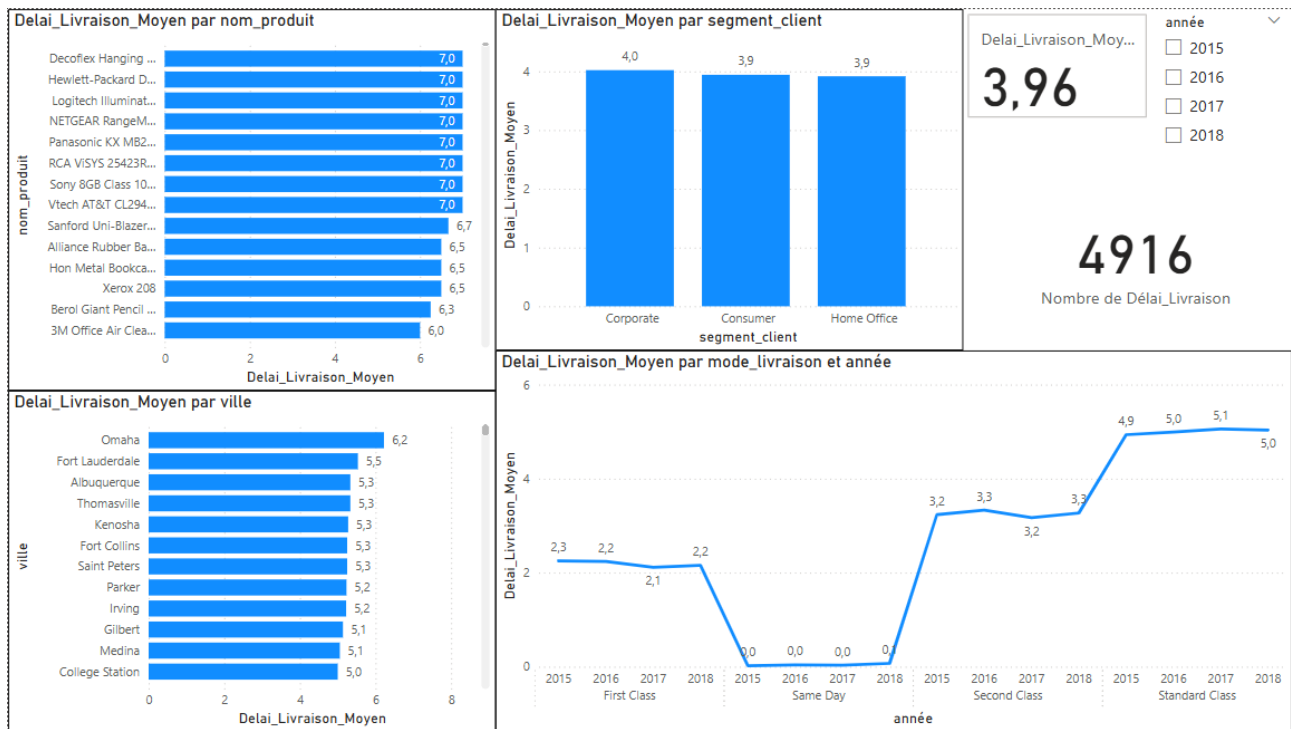 Delai_Livraison_Moyen par nom_produit
nom_produit
Decoflex Hanging ... 7,0
Hewlett-Packard D... 7,0
Logitech Illuminat... 7,0
NETGEAR RangeM... 7,0
Panasonic KX MB2... 7,0
RCA ViSYS 25423R... 7,0
Sony 8GB Class 10... 7,0
Vtech AT&T CL294... 7,0
Sanford Uni-Blazer... 6,7
Alliance Rubber Ba... 6,5
Hon Metal Bookca... 6,5
Xerox 208 6,5
Berol Giant Pencil ... 6,3
3M Office Air Clea... 6,0
0 2 4 6
Delai_Livraison_Moyen
Delai_Livraison_Moyen par segment_client
Delai_Livraison_Moyen
4
3
2
1
0
4,0 3,9 3,9
Corporate Consumer Home Office
segment_client
Delai_Livraison_Moy...
3,96
année
2015
2016
2017
2018
4916
Nombre de Délai_Livraison
Delai_Livraison_Moyen par ville
ville
Omaha 6,2
Fort Lauderdale 5,5
Albuquerque 5,3
Thomasville 5,3
Kenosha 5,3
Fort Collins 5,3
Saint Peters 5,3
Parker 5,2
Irving 5,2
Gilbert 5,1
Medina 5,1
College Station 5,0
0 2 4 6 8
Delai_Livraison_Moyen
Delai_Livraison_Moyen par mode_livraison et année
Delai_Livraison_Moyen
6
4
2
0
2,3 2,2 2,1 2,2 0,0 0,0 0,0 0,1 3,2 3,3 3,2 3,3 4,9 5,0 5,1 5,0
2015 2016 2017 2018 2015 2016 2017 2018 2015 2016 2017 2018 2015 2016 2017 2018
First Class Same Day Second Class Standard Class
année